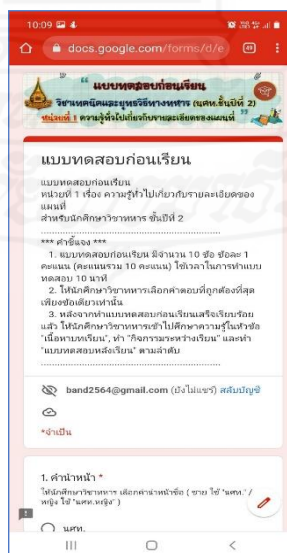 10:09
docs.google.com/forms/d/e
49
“ แบบทดสอบก่อนเรียน
วิชาเทคนิคและยุทธวิธีทางทหาร (นศท.ชั้นปีที่ 2)
หน่วยที่ 1 ความรู้ทั่วไปเกี่ยวกับรายละเอียดของแผนที่ ”
แบบทดสอบก่อนเรียน
แบบทดสอบก่อนเรียน
หน่วยที่ 1 เรื่อง ความรู้ทั่วไปเกี่ยวกับรายละเอียดของ
แผนที่
สำหรับนักศึกษาวิชาทหาร ชั้นปีที่ 2
......................................................................
*** คำชี้แจง ***
1. แบบทดสอบก่อนเรียน มีจำนวน 10 ข้อ ข้อละ 1
คะแนน (คะแนนรวม 10 คะแนน) ใช้เวลาในการทำแบบ
ทดสอบ 10 นาที
2. ให้นักศึกษาวิชาทหารเลือกคำตอบที่ถูกต้องที่สุด
เพียงข้อเดียวเท่านั้น
3. หลังจากทำแบบทดสอบก่อนเรียนเสร็จเรียบร้อย
แล้ว ให้นักศึกษาวิชาทหารเข้าไปศึกษาความรู้ในหัวข้อ
"เนื้อหาบทเรียน", ทำ "กิจกรรมระหว่างเรียน" และทำ
"แบบทดสอบหลังเรียน" ตามลำดับ
......................................................................
band2564@gmail.com (ยังไม่แชร์) สลับบัญชี
*จำเป็น
1. คำนำหน้า *
ให้นักศึกษาวิชาทหาร เลือกคำนำหน้าชื่อ ( ชาย ใช้ "นศท." /
หญิง ใช้ "นศท.หญิง" )
นศท.